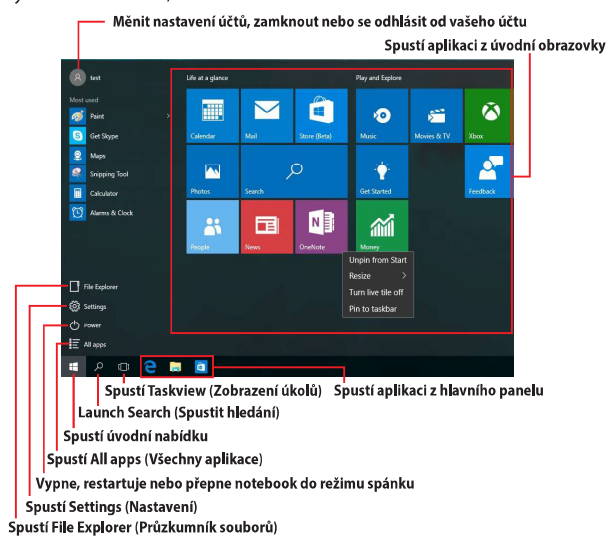 Měnit nastavení účtů, zamknout nebo se odhlásit od vašeho účtu
Spustí aplikaci z úvodní obrazovky
test
Most used
Paint
Get Skype
Maps
Snipping Tool
Calculator
Alarms & Clock
File Explorer
Settings
Power
All apps
Life at a glance
Play and Explore
Calendar
Mail
Store (Beta)
Music
Movies & TV
Xbox
Photos
Search
Get Started
Feedback
People
News
OneNote
Money
Unpin from Start
Resize
Turn live tile off
Pin to taskbar
Spustí Taskview (Zobrazení úkolů)
Spustí aplikaci z hlavního panelu
Launch Search (Spustit hledání)
Spustí úvodní nabídku
Spustí All apps (Všechny aplikace)
Vypne, restartuje nebo přepne notebook do režimu spánku
Spustí Settings (Nastavení)
Spustí File Explorer (Průzkumník souborů)